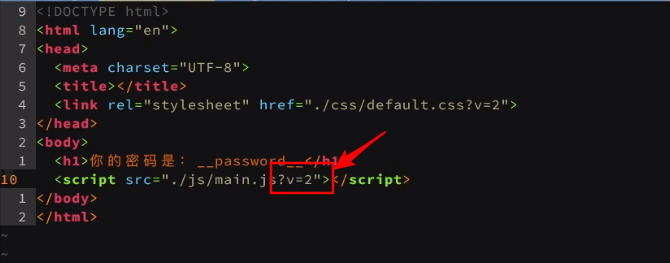 9 <!DOCTYPE html>
8 <html lang="en">
7 <head>
6   <meta charset="UTF-8">
5   <title></title>
4   <link rel="stylesheet" href="./css/default.css?v=2">
3 </head>
2 <body>
1   <h1>你的密码是: __password__</h1
10   <script src="./js/main.js?v=2"></script>
1 </body>
2 </html>
~
~